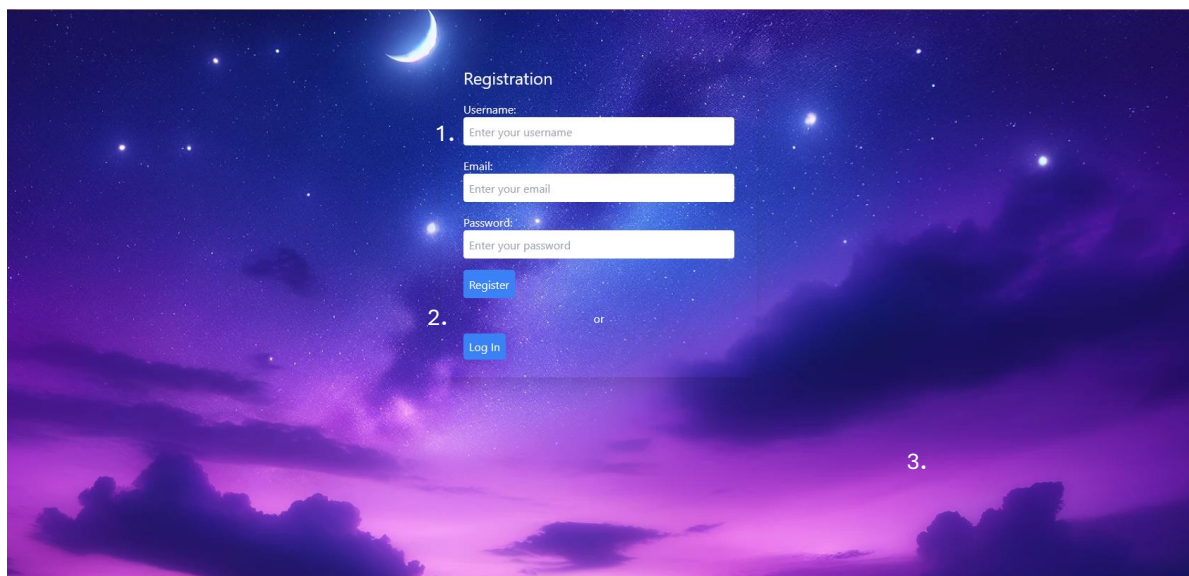 Registration
Username:
1. Enter your username
Email:
Enter your email
Password:
Enter your password
Register
2. or
Log In
3.